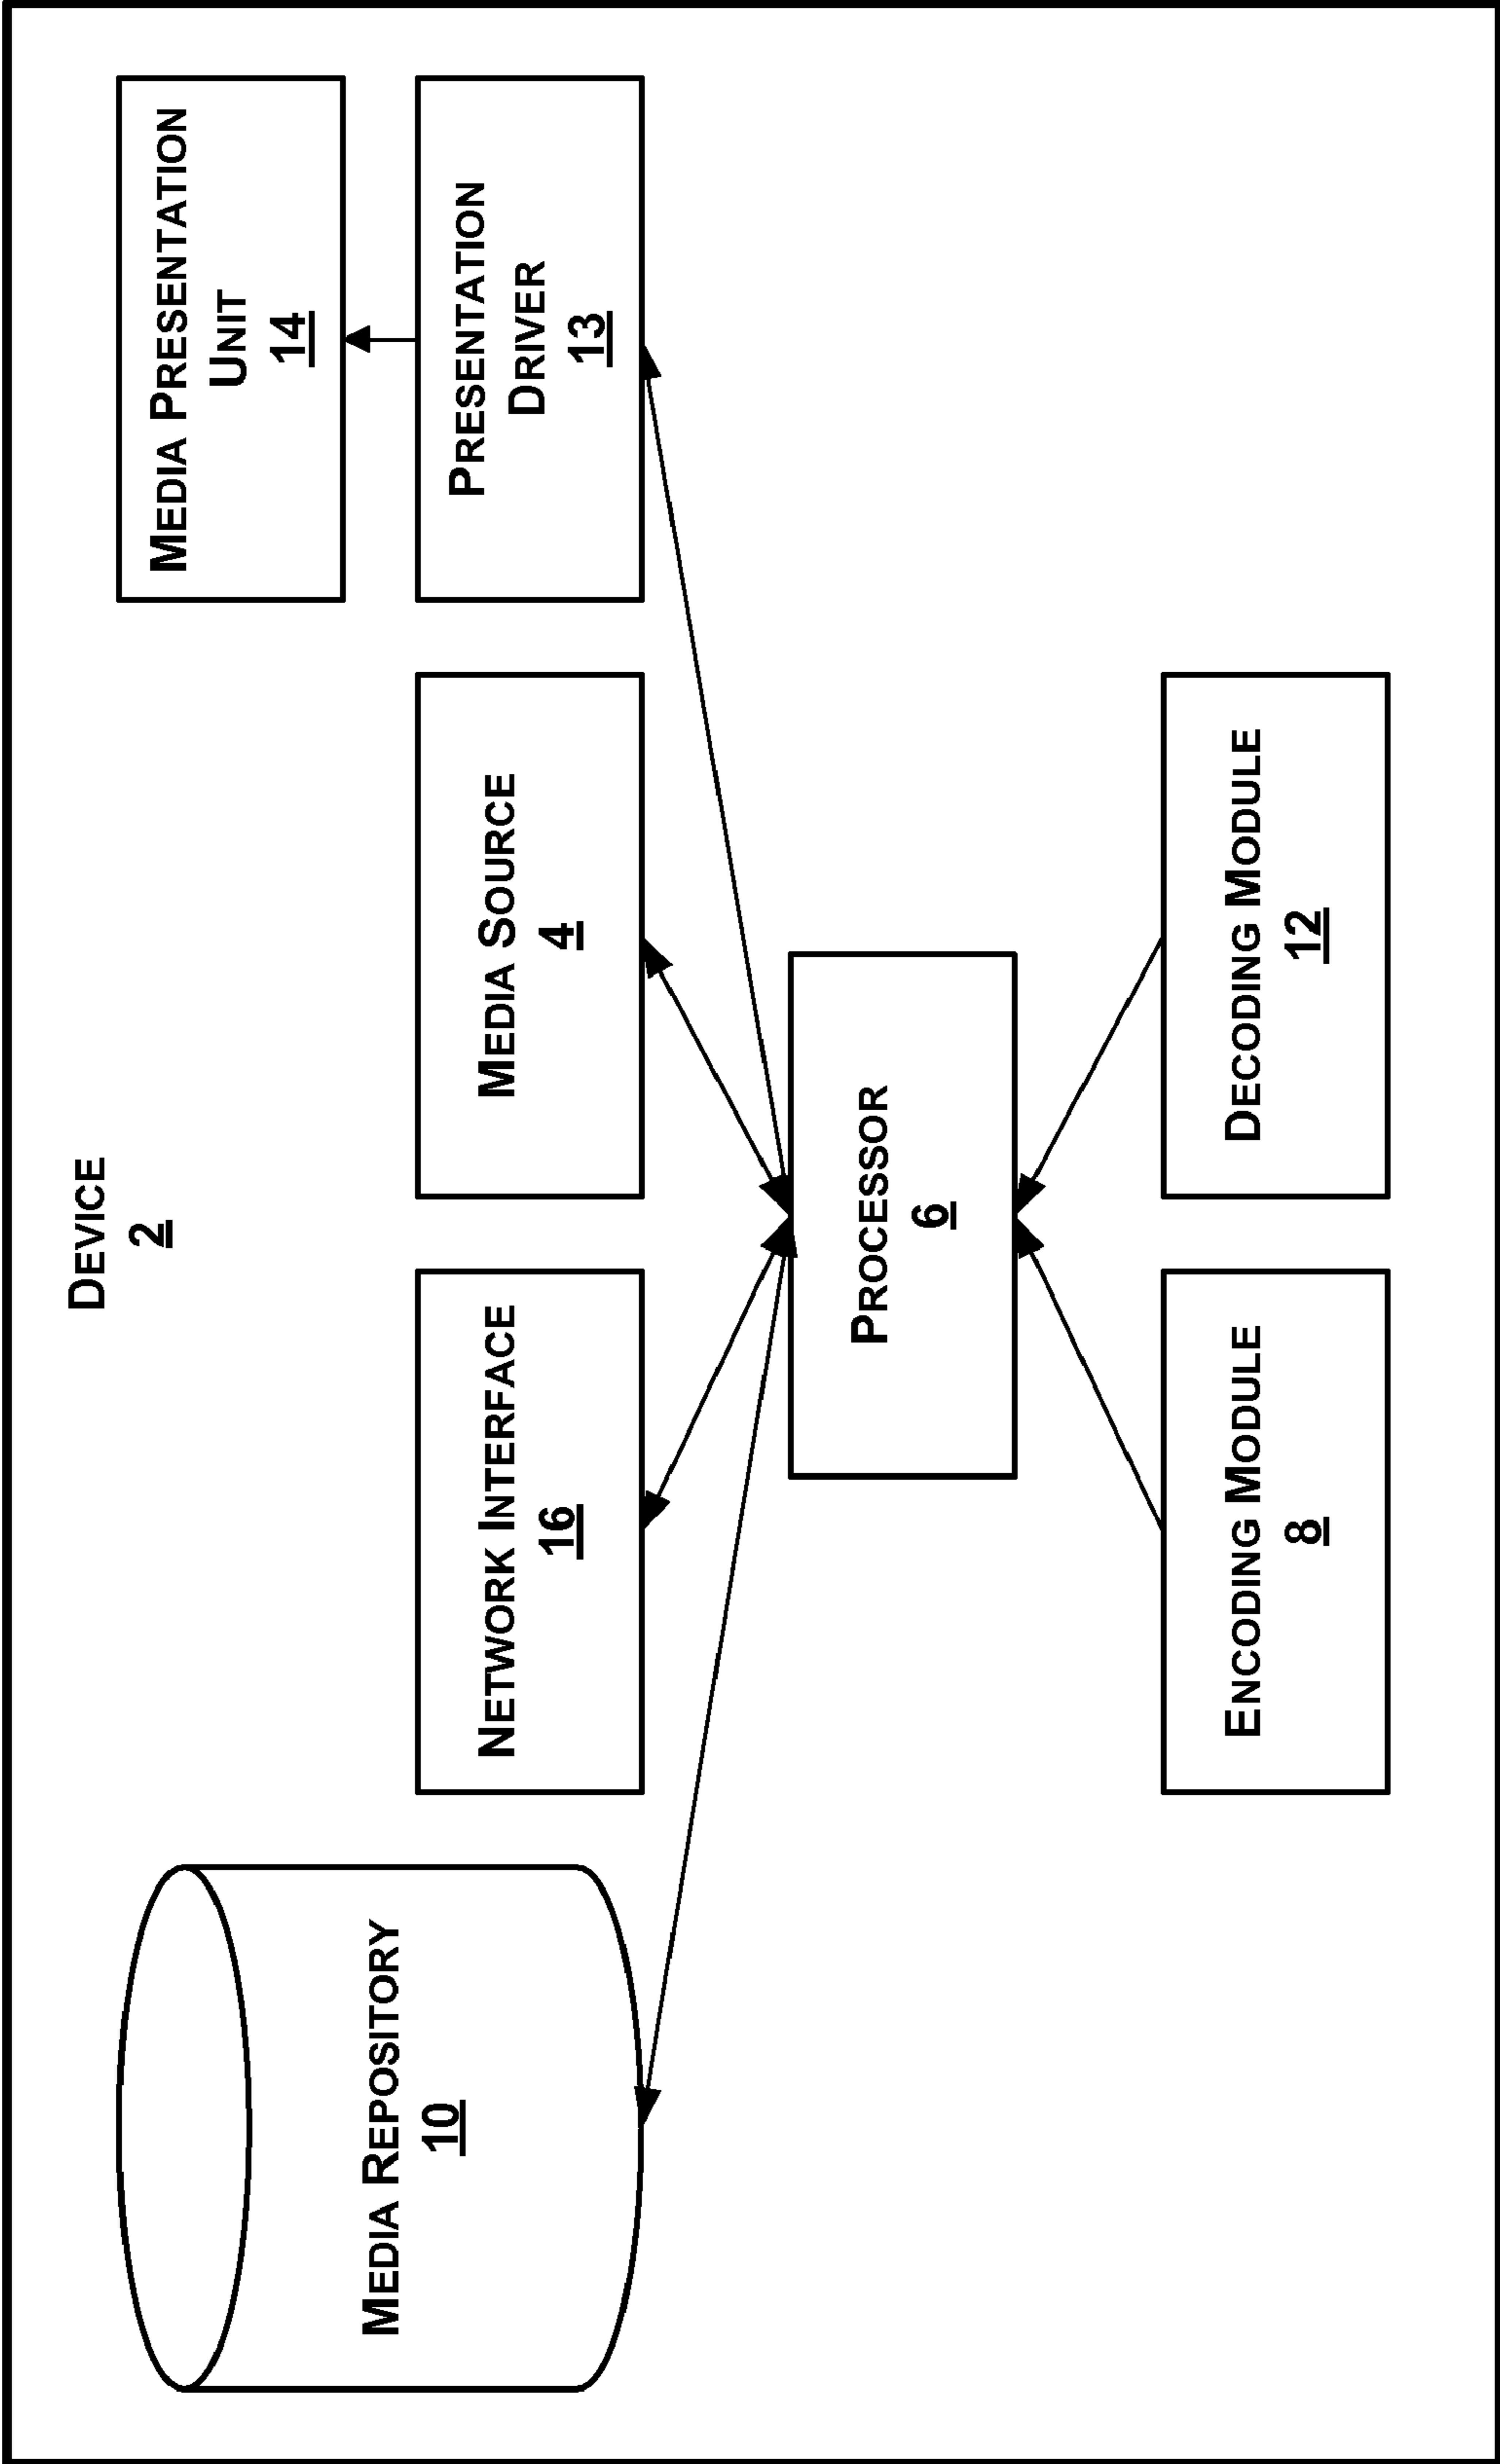 DEVICE
2
MEDIA REPOSITORY
10
NETWORK INTERFACE
16
MEDIA SOURCE
4
MEDIA PRESENTATION
UNIT
14
PRESENTATION
DRIVER
13
PROCESSOR
6
ENCODING MODULE
8
DECODING MODULE
12